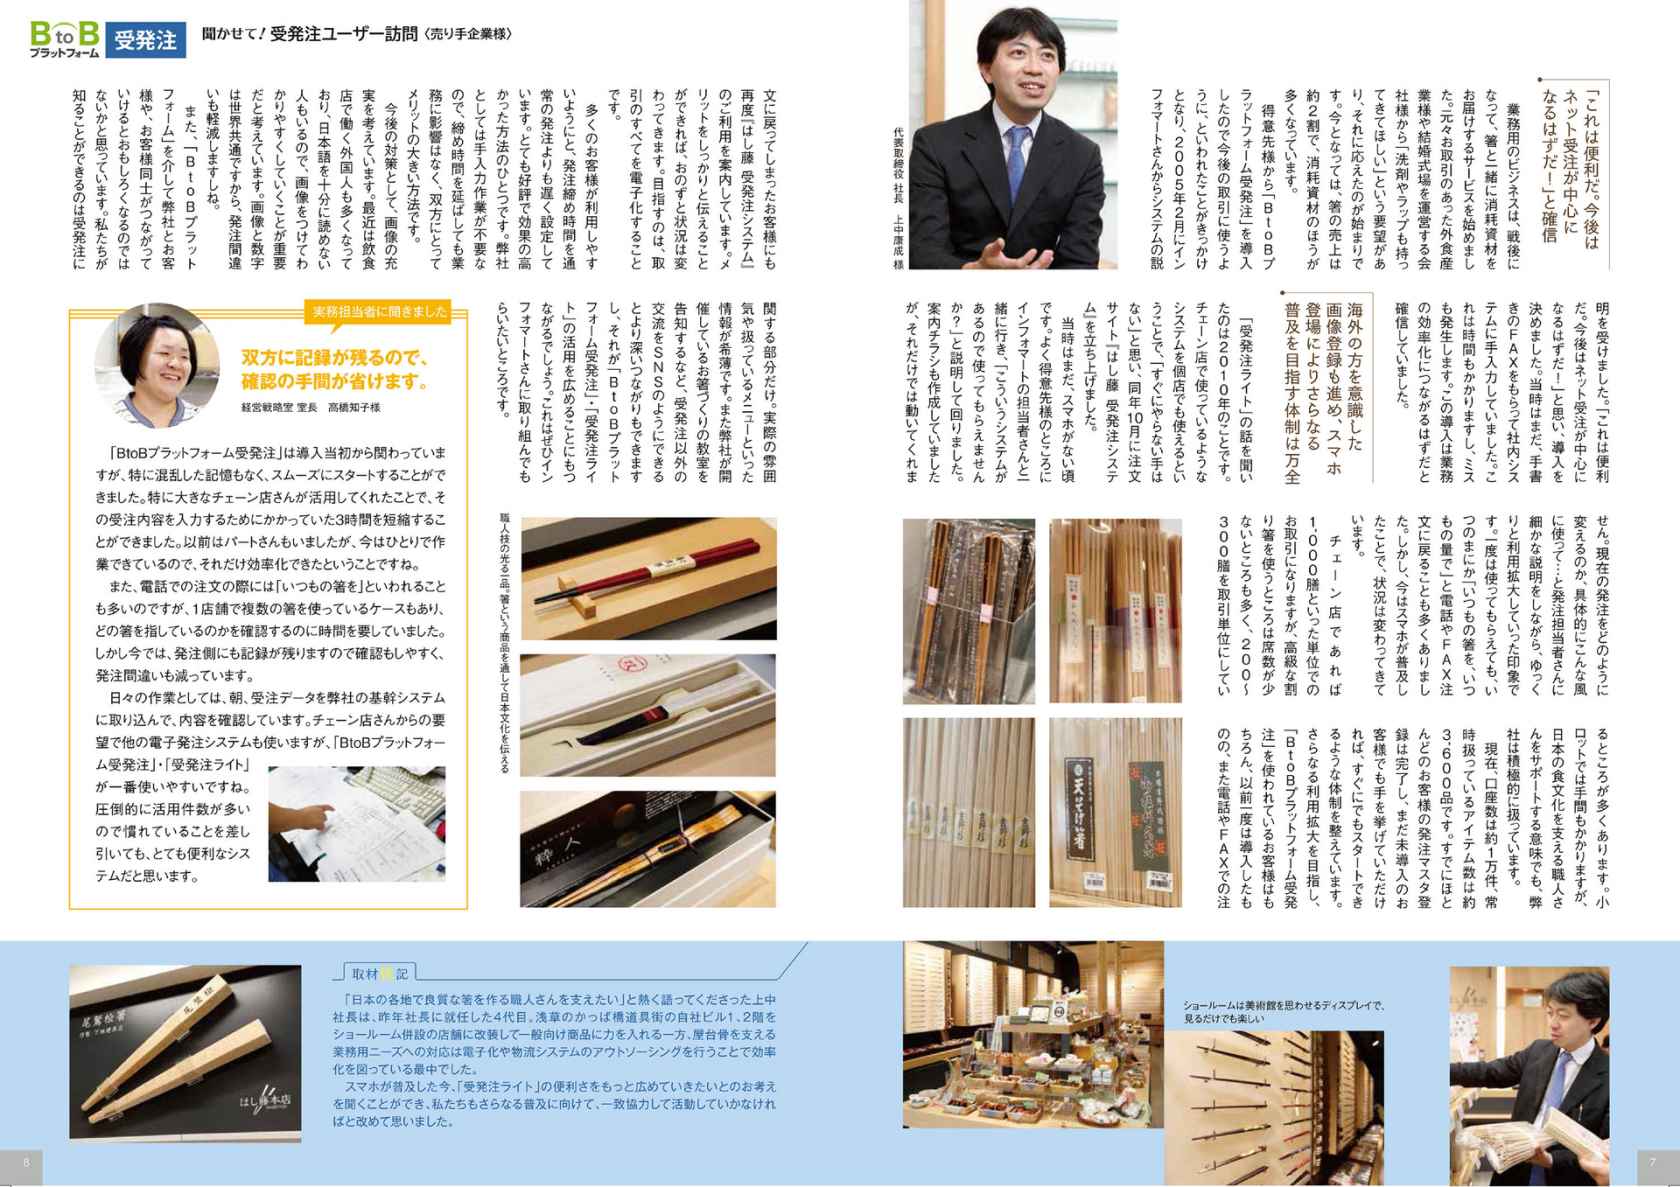 BtoB
プラットフォーム
受発注
聞かせて！受発注ユーザー訪問〈売り手企業様〉
「これは便利だ。今後は
ネット受注が中心に
なるはずだ！」と確信
業務用のビジネスは、戦後に
なって、箸と一緒に消耗資材を
お届けするサービスを始めまし
た。元々お取引のあった外食産
業様や結婚式場を運営する会
社様から「洗剤やラップも持っ
てきてほしい」という要望があ
り、それに応えたのが始まりで
す。今となっては、箸の売上は
約2割で、消耗資材のほうが
多くなっています。
得意先様から「BtoBプ
ラットフォーム受発注」を導入
したので今後の取引に使うよ
うに、といわれたことがきっかけ
となり、2005年2月にイン
フォマートさんからシステムの説
代表取締役 社長　上中康成 様
明を受けました。「これは便利
だ。今後はネット受注が中心に
なるはずだ！」と思い、導入を
決めました。当時はまだ、手書
きのFAXをもらって社内シス
テムに手入力していました。こ
れは時間もかかりますし、ミス
も発生します。この導入は業務
の効率化につながるはずだと
確信していました。
海外の方を意識した
画像登録も進め、スマホ
登場によりさらなる
普及を目指す体制は万全
「受発注ライト」の話を聞い
たのは2010年のことです。
チェーン店で使っているような
システムを個店でも使えるとい
うことで、「すぐにやらない手は
ない」と思い、同年10月に注文
サイト『はし藤 受発注システ
ム』を立ち上げました。
当時はまだ、スマホがない頃
です。よく得意先様のところに
インフォマートの担当者さんと一
緒に行き、「こういうシステムが
あるので使ってもらえません
か？」と説明して回りました。
案内チラシも作成していました
が、それだけでは動いてくれま
せん。現在の発注をどのように
変えるのか、具体的にこんな風
に使って…と発注担当者さんに
細かな説明をしながら、ゆっく
りと利用拡大していった印象で
す。一度は使ってもらえても、い
つのまにか「いつもの箸を、いつ
もの量で」と電話やFAX注
文に戻ることも多くありまし
た。しかし、今はスマホが普及し
たことで、状況は変わってきて
います。
チェーン店であれば
1,000膳といった単位での
お取引になりますが、高級な割
り箸を使うところは席数が少
ないところも多く、200〜
300膳を取引単位にしてい
るところが多くあります。小
ロットでは手間もかかりますが、
日本の食文化を支える職人さ
んをサポートする意味でも、弊
社は積極的に扱っています。
現在、口座数は約1万件、常
時扱っているアイテム数は約
3,600品です。すでにほと
んどのお客様の発注マスタ登
録は完了し、まだ未導入のお
客様でも手を挙げていただけ
れば、すぐにでもスタートでき
るような体制を整えています。
さらなる利用拡大を目指し、
「BtoBプラットフォーム受発
注」を使われているお客様はも
ちろん、以前一度は導入したも
のの、また電話やFAXでの注
文に戻ってしまったお客様にも
再度『はし藤 受発注システム』
のご利用を案内しています。メ
リットをしっかりと伝えること
ができれば、おのずと状況は変
わってきます。目指すのは、取
引のすべてを電子化すること
です。
多くのお客様が利用しやす
いようにと、発注締め時間を通
常の発注よりも遅く設定して
います。とても好評で効果の高
かった方法のひとつです。弊社
としては手入力作業が不要な
ので、締め時間を延ばしても業
務に影響はなく、双方にとって
メリットの大きい方法です。
今後の対策として、画像の充
実を考えています。最近は飲食
店で働く外国人も多くなって
おり、日本語を十分に読めない
人もいるので、画像をつけてわ
かりやすくしていくことが重要
だと考えています。画像と数字
は世界共通ですから、発注間違
いも軽減しますしね。
また、「BtoBプラット
フォーム」を介して弊社とお客
様や、お客様同士がつながって
いけるとおもしろくなるのでは
ないかと思っています。私たちが
知ることができるのは受発注に
関する部分だけ。実際の雰囲
気や扱っているメニューといった
情報が希薄です。また弊社が開
催しているお箸づくりの教室を
告知するなど、受発注以外の
交流をSNSのようにできる
とより深いつながりもできます
し、それが「BtoBプラット
フォーム受発注」・「受発注ライ
ト」の活用を広めることにもつ
ながるでしょう。これはぜひイン
フォマートさんに取り組んでも
らいたいところです。
職人技の光る一品。箸という商品を通して日本文化を伝える
実務担当者に聞きました
双方に記録が残るので、
確認の手間が省けます。
経営戦略室 室長　高橋知子様
「BtoBプラットフォーム受発注」は導入当初から関わっていま
すが、特に混乱した記憶もなく、スムーズにスタートすることがで
きました。特に大きなチェーン店さんが活用してくれたことで、そ
の受注内容を入力するためにかかっていた3時間を短縮するこ
とができました。以前はパートさんもいましたが、今はひとりで作
業できているので、それだけ効率化できたということですね。
また、電話での注文の際には「いつもの箸を」といわれること
も多いのですが、1店舗で複数の箸を使っているケースもあり、
どの箸を指しているのかを確認するのに時間を要していました。
しかし今では、発注側にも記録が残りますので確認もしやすく、
発注間違いも減っています。
日々の作業としては、朝、受注データを弊社の基幹システム
に取り込んで、内容を確認しています。チェーン店さんからの要
望で他の電子発注システムも使いますが、「BtoBプラットフォー
ム受発注」・「受発注ライト」
が一番使いやすいですね。
圧倒的に活用件数が多い
ので慣れていることを差し
引いても、とても便利なシス
テムだと思います。
粋人
天そげ箸
尾鷲桧箸
はし藤本店
取材後記
「日本の各地で良質な箸を作る職人さんを支えたい」と熱く語ってくださった上中
社長は、昨年社長に就任した4代目。浅草のかっぱ橋道具街の自社ビル1、2階を
ショールーム併設の店舗に改装して一般向け商品に力を入れる一方、屋台骨を支える
業務用ニーズへの対応は電子化や物流システムのアウトソーシングを行うことで効率
化を図っている最中でした。
スマホが普及した今、「受発注ライト」の便利さをもっと広めていきたいとのお考え
を聞くことができ、私たちもさらなる普及に向けて、一致協力して活動していかなけれ
ばと改めて思いました。
ショールームは美術館を思わせるディスプレイで、
見るだけでも楽しい
8
7